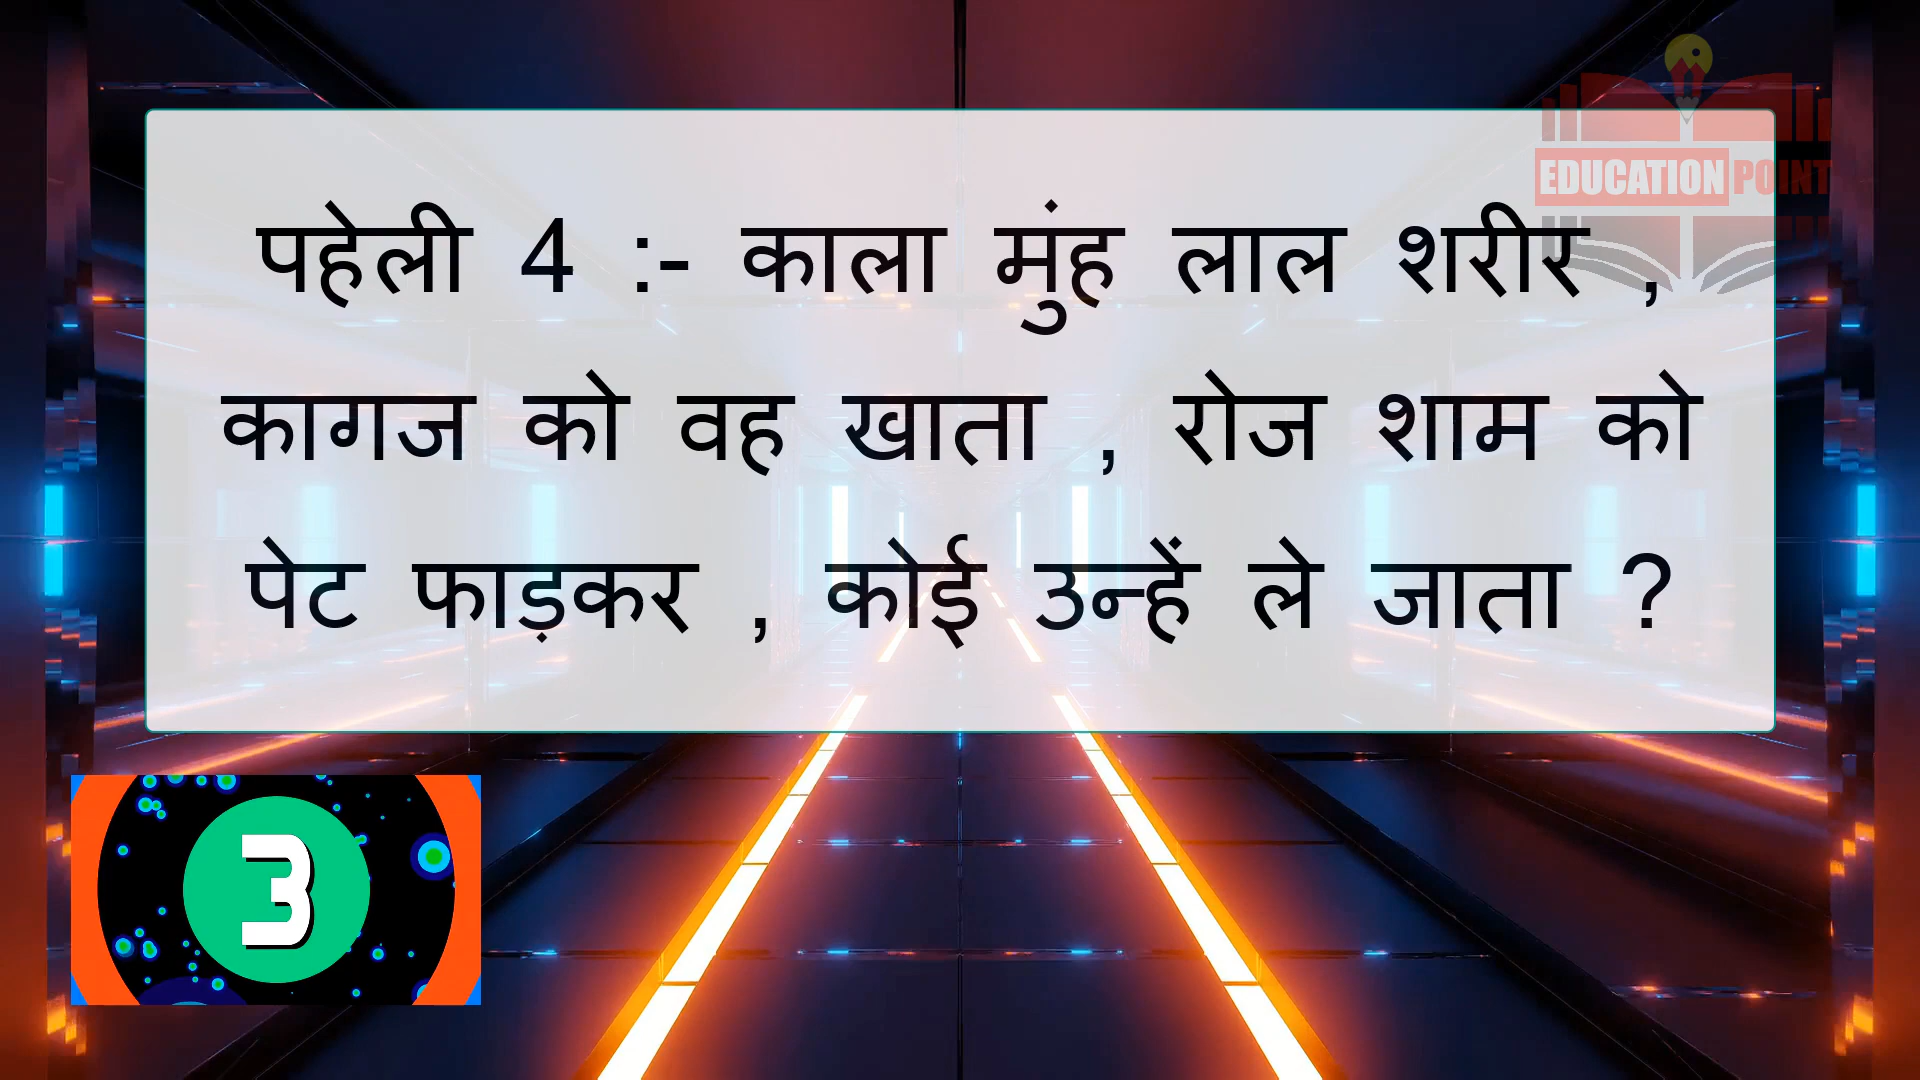 EDUCATION POINT
पहेली 4 :- काला मुंह लाल शरीर ,
कागज को वह खाता , रोज शाम को
पेट फाड़कर , कोई उन्हें ले जाता ?
3